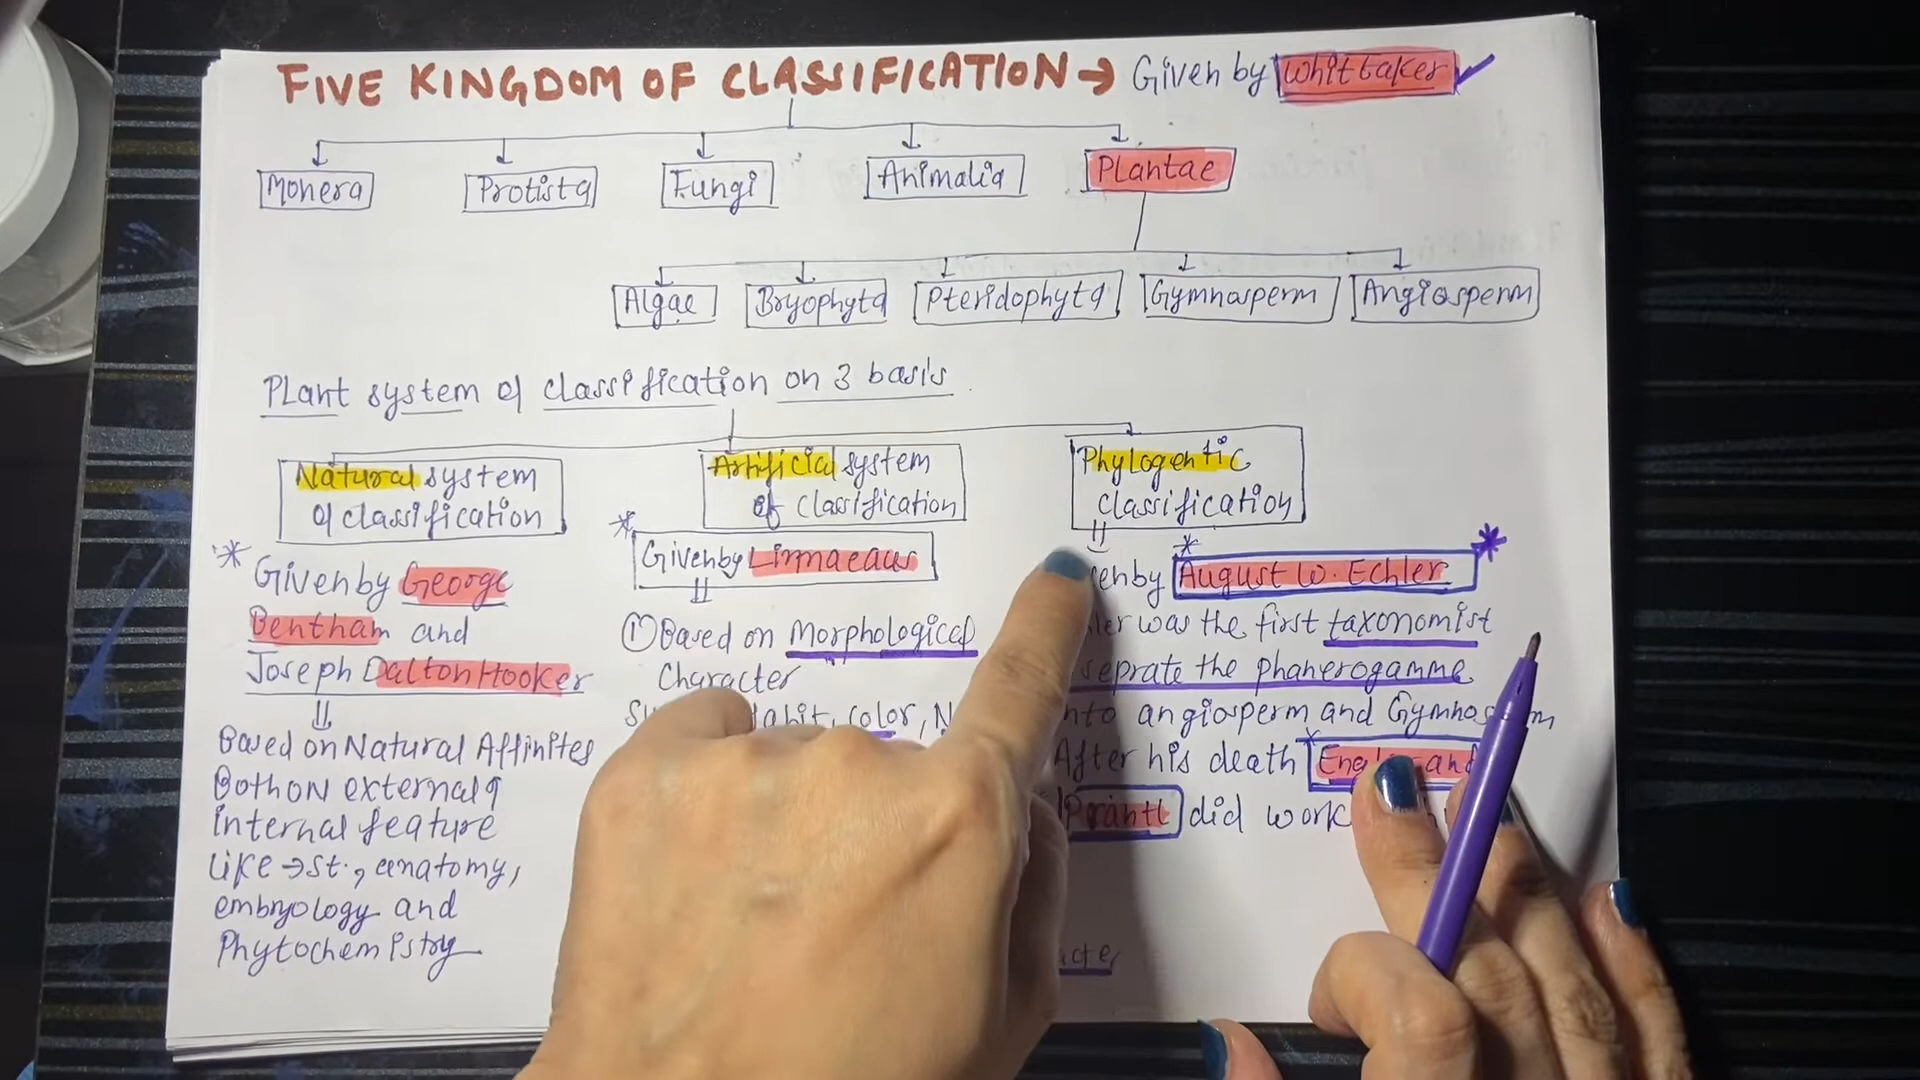 FIVE KINGDOM OF CLASSIFICATION → Given by Whittaker
Monera Protista Fungi Animalia Plantae
Algae Bryophyta Pteridophyta Gymnosperm Angiosperm
Plant system of classification on 3 basis
Natural system
of classification
* Given by George
Bentham and
Joseph Dalton Hooker
Based on Natural Affinites
Both on external &
internal feature
like → st., anatomy,
embryology and
Phytochemistry
Artificial system
of classification
* Given by Linnaeaus
① Based on Morphological
Character
color,
Phylogentic
classification
by August W. Echler *
was the first taxonomist
seprate the phanerogamme
into angiosperm and
After his death and
Prantl did work